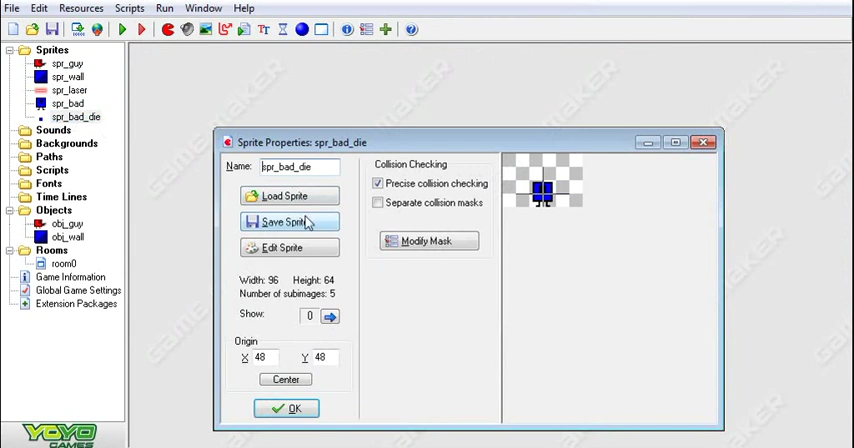 File Edit Resources Scripts Run Window Help
Sprites
spr_guy
spr_wall
spr_laser
spr_bad
spr_bad_die
Sounds
Backgrounds
Paths
Scripts
Fonts
Time Lines
Objects
obj_guy
obj_wall
Rooms
room0
Game Information
Global Game Settings
Extension Packages
YOYO
GAMES
Sprite Properties: spr_bad_die
Name: spr_bad_die
Load Sprite
Save Sprite
Edit Sprite
Width: 96 Height: 64
Number of subimages: 5
Show: 0
Origin
X 48 Y 48
Center
OK
Collision Checking
Precise collision checking
Separate collision masks
Modify Mask